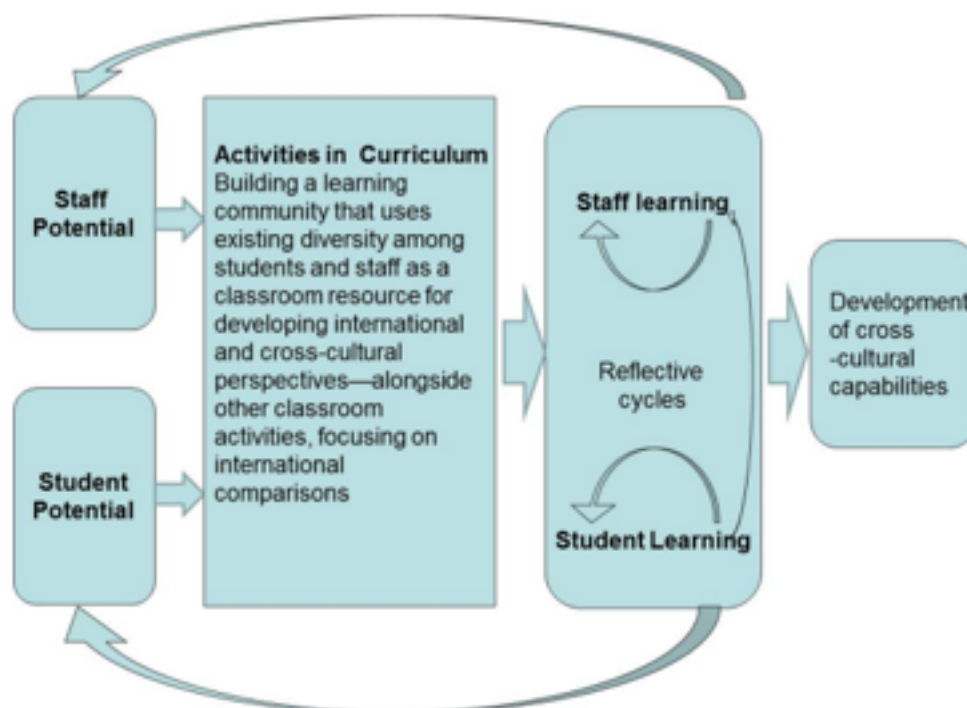 Staff
Potential
Student
Potential
Activities in Curriculum
Building a learning
community that uses
existing diversity among
students and staff as a
classroom resource for
developing international
and cross-cultural
perspectives—alongside
other classroom
activities, focusing on
international
comparisons
Staff learning
Reflective
cycles
Student Learning
Development
of cross
-cultural
capabilities